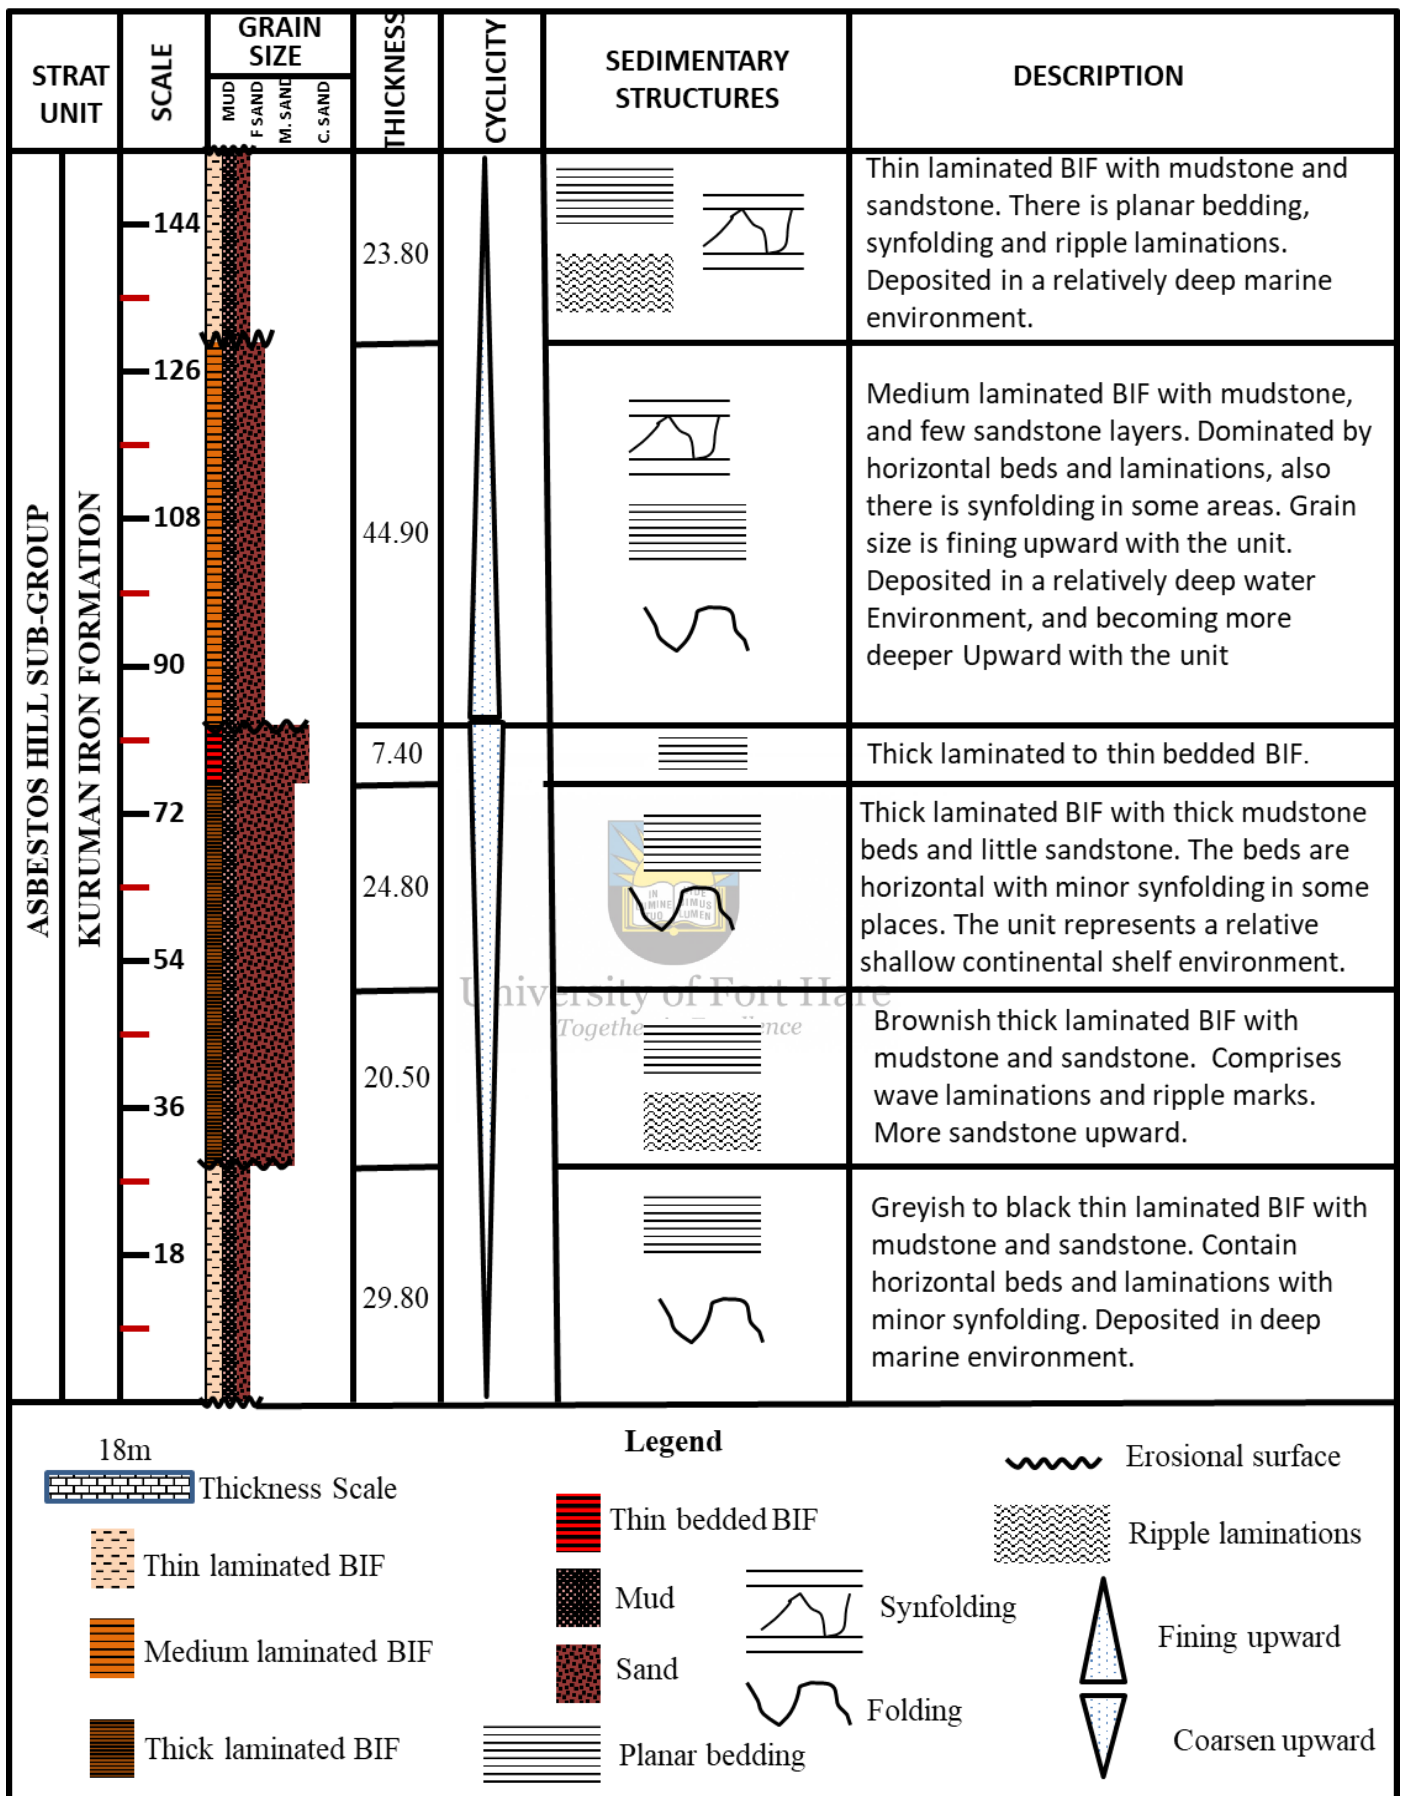 STRAT
UNIT
SCALE
GRAIN
SIZE
MUD
F SAND
M. SAND
C. SAND
THICKNESS
CYCLICITY
SEDIMENTARY
STRUCTURES
DESCRIPTION
ASBESTOS HILL SUB-GROUP
KURUMAN IRON FORMATION
144
126
108
90
72
54
36
18
23.80
Thin laminated BIF with mudstone and
sandstone. There is planar bedding,
synfolding and ripple laminations.
Deposited in a relatively deep marine
environment.
44.90
Medium laminated BIF with mudstone,
and few sandstone layers. Dominated by
horizontal beds and laminations, also
there is synfolding in some areas. Grain
size is fining upward with the unit.
Deposited in a relatively deep water
Environment, and becoming more
deeper Upward with the unit
7.40
Thick laminated to thin bedded BIF.
24.80
Thick laminated BIF with thick mudstone
beds and little sandstone. The beds are
horizontal with minor synfolding in some
places. The unit represents a relative
shallow continental shelf environment.
IN
LUMEN
University of Fort Hare
20.50
Brownish thick laminated BIF with
mudstone and sandstone. Comprises
wave laminations and ripple marks.
More sandstone upward.
29.80
Greyish to black thin laminated BIF with
mudstone and sandstone. Contain
horizontal beds and laminations with
minor synfolding. Deposited in deep
marine environment.
Legend
18m
Thickness Scale
Thin laminated BIF
Medium laminated BIF
Thick laminated BIF
Thin bedded BIF
Mud
Sand
Planar bedding
Synfolding
Folding
Erosional surface
Ripple laminations
Fining upward
Coarsen upward